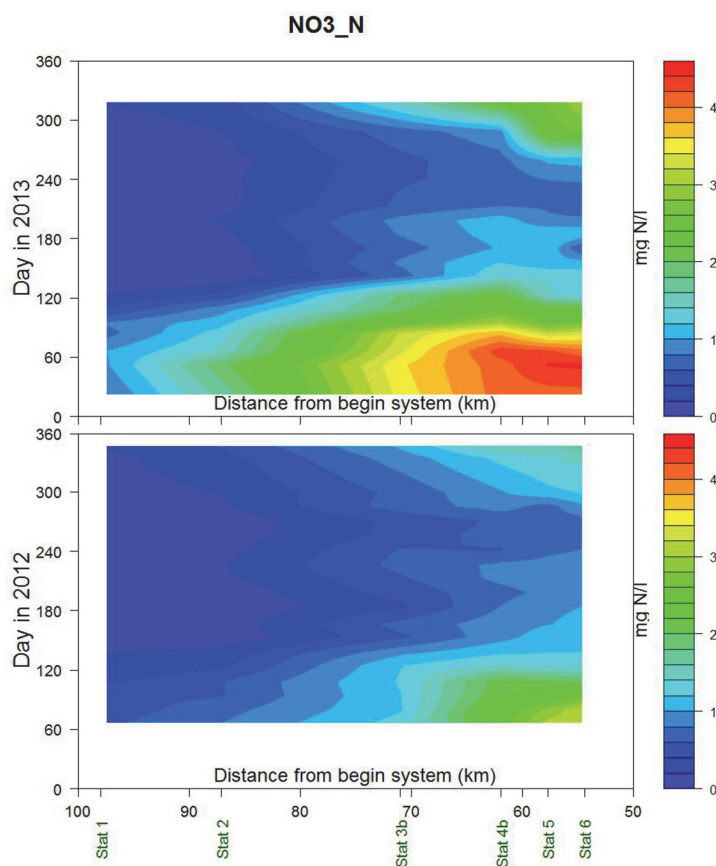 NO3_N
360
300
240
180
120
60
0
Day in 2013
Distance from begin system (km)
4
3
2
1
0
mg N/l
360
300
240
180
120
60
0
Day in 2012
Distance from begin system (km)
4
3
2
1
0
mg N/l
100 90 80 70 60 50
Stat 1 Stat 2 Stat 3b Stat 4b Stat 5 Stat 6